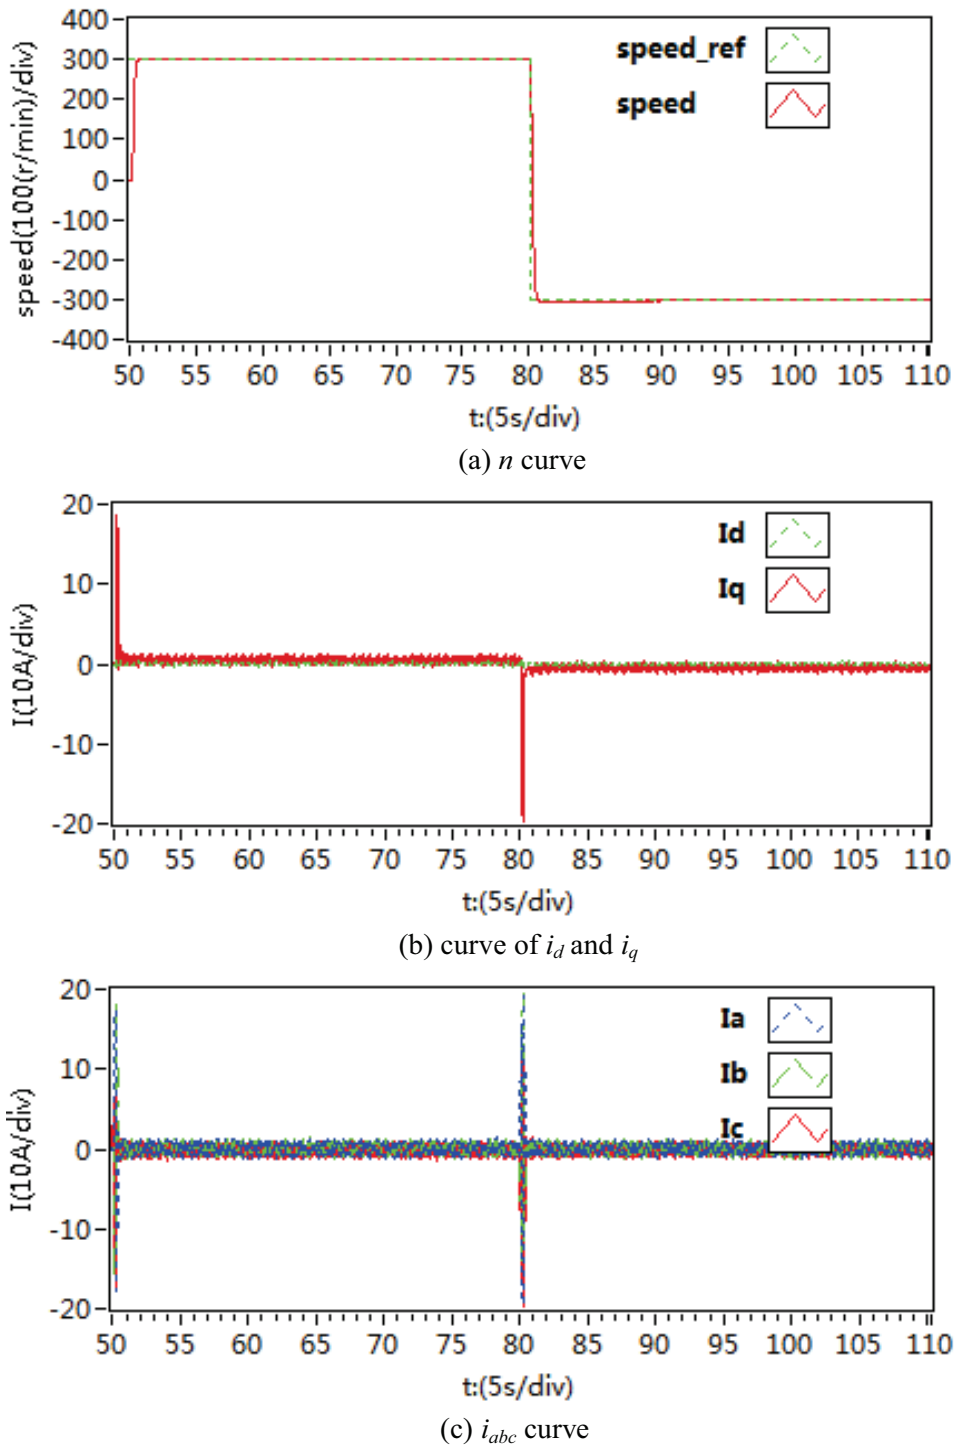 speed(100(r/min)/div)
400
300
200
100
0
-100
-200
-300
-400
speed_ref
speed
50 55 60 65 70 75 80 85 90 95 100 105 110
t:(5s/div)
(a) n curve
I(10A/div)
20
10
0
-10
-20
Id
Iq
50 55 60 65 70 75 80 85 90 95 100 105 110
t:(5s/div)
(b) curve of id and iq
I(10A/div)
20
10
0
-10
-20
Ia
Ib
Ic
50 55 60 65 70 75 80 85 90 95 100 105 110
t:(5s/div)
(c) iabc curve